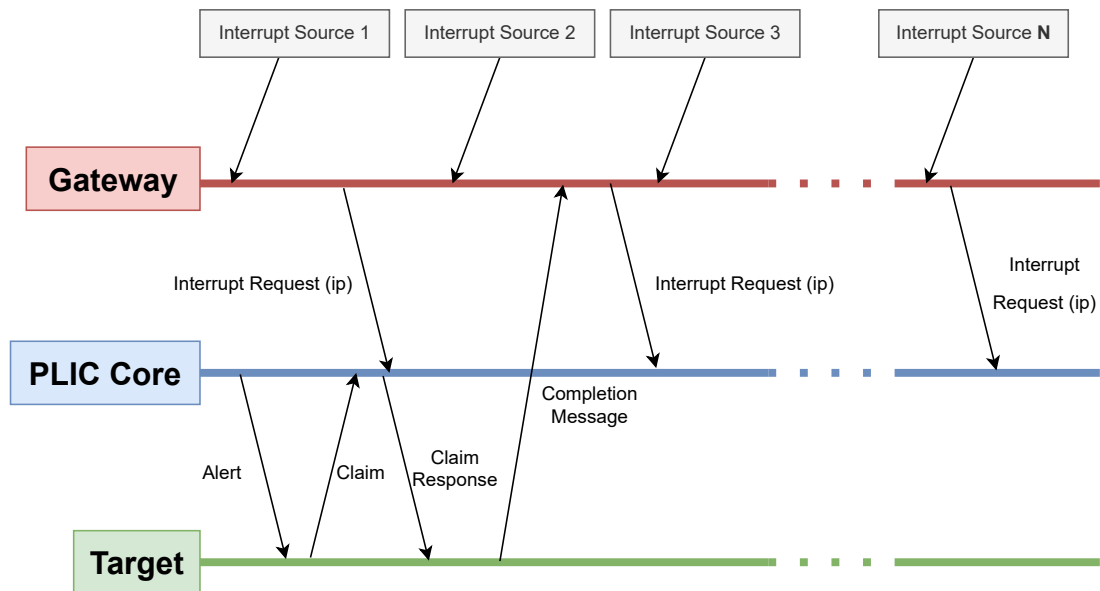 Interrupt Source 1
Interrupt Source 2
Interrupt Source 3
Interrupt Source N
Gateway
Interrupt Request (ip)
Interrupt Request (ip)
Interrupt
Request (ip)
PLIC Core
Completion
Message
Alert
Claim
Claim
Response
Target